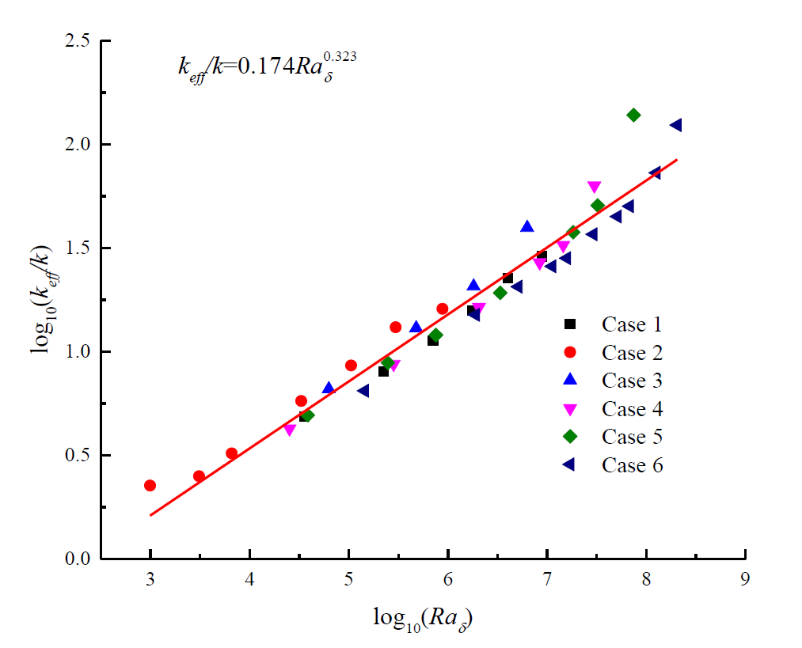 k_eff/k=0.174Ra_δ^0.323
2.5
2.0
1.5
1.0
0.5
0.0
log₁₀(k_eff/k)
Case 1
Case 2
Case 3
Case 4
Case 5
Case 6
3 4 5 6 7 8 9
log₁₀(Ra_δ)